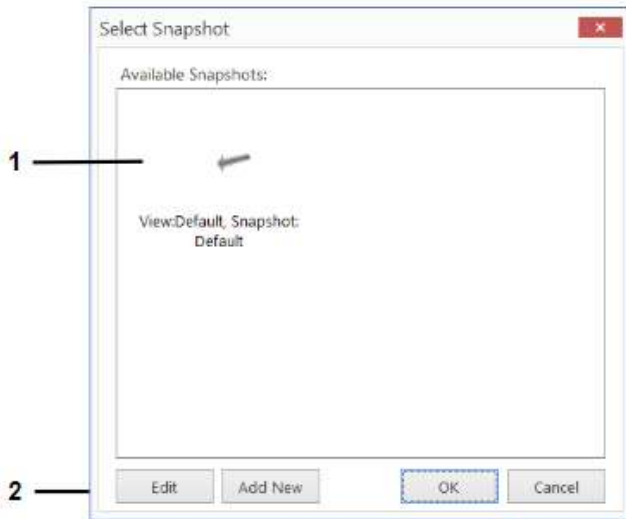 Select Snapshot
Available Snapshots:
1
View:Default, Snapshot:
Default
2
Edit
Add New
OK
Cancel